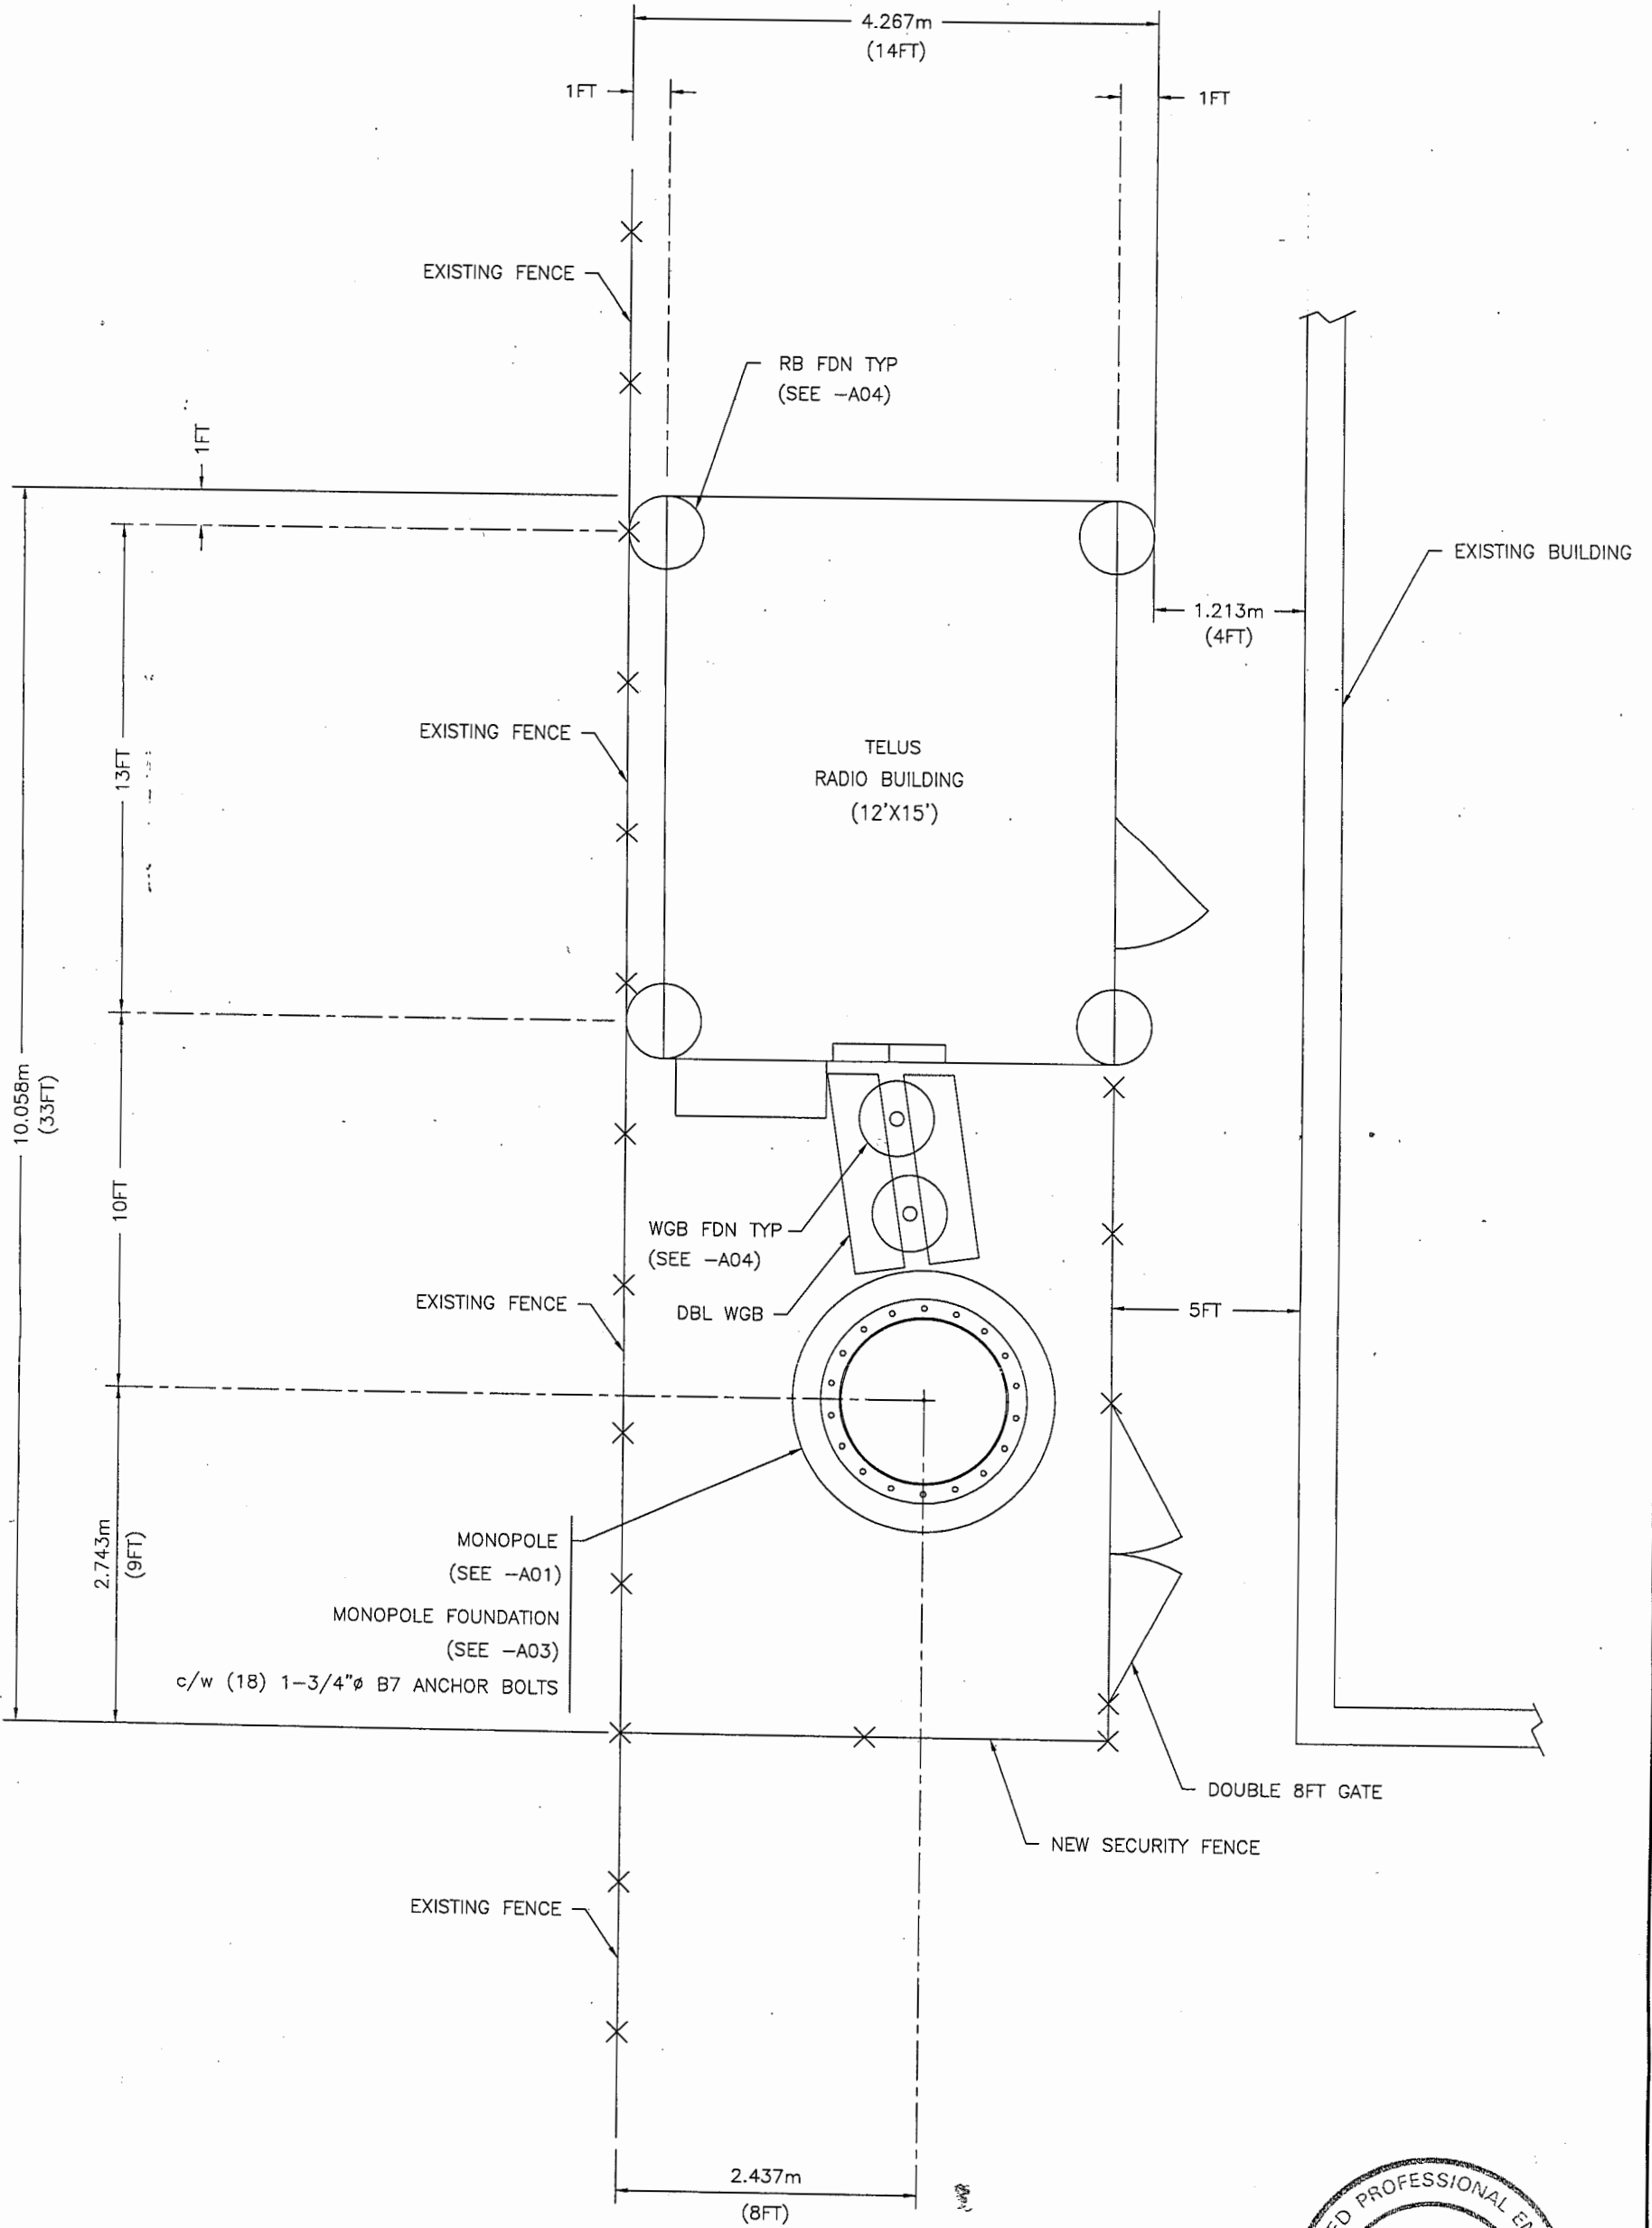 4.267m
(14FT)
1FT
1FT
EXISTING FENCE
RB FDN TYP
(SEE -A04)
1FT
EXISTING BUILDING
1.213m
(4FT)
EXISTING FENCE
13FT
TELUS
RADIO BUILDING
(12'X15')
10.058m
(33FT)
10FT
WGB FDN TYP
(SEE -A04)
EXISTING FENCE
DBL WGB
5FT
2.743m
(9FT)
MONOPOLE
(SEE -A01)
MONOPOLE FOUNDATION
(SEE -A03)
c/w (18) 1-3/4"ø B7 ANCHOR BOLTS
DOUBLE 8FT GATE
NEW SECURITY FENCE
EXISTING FENCE
2.437m
(8FT)
PROFESSIONAL